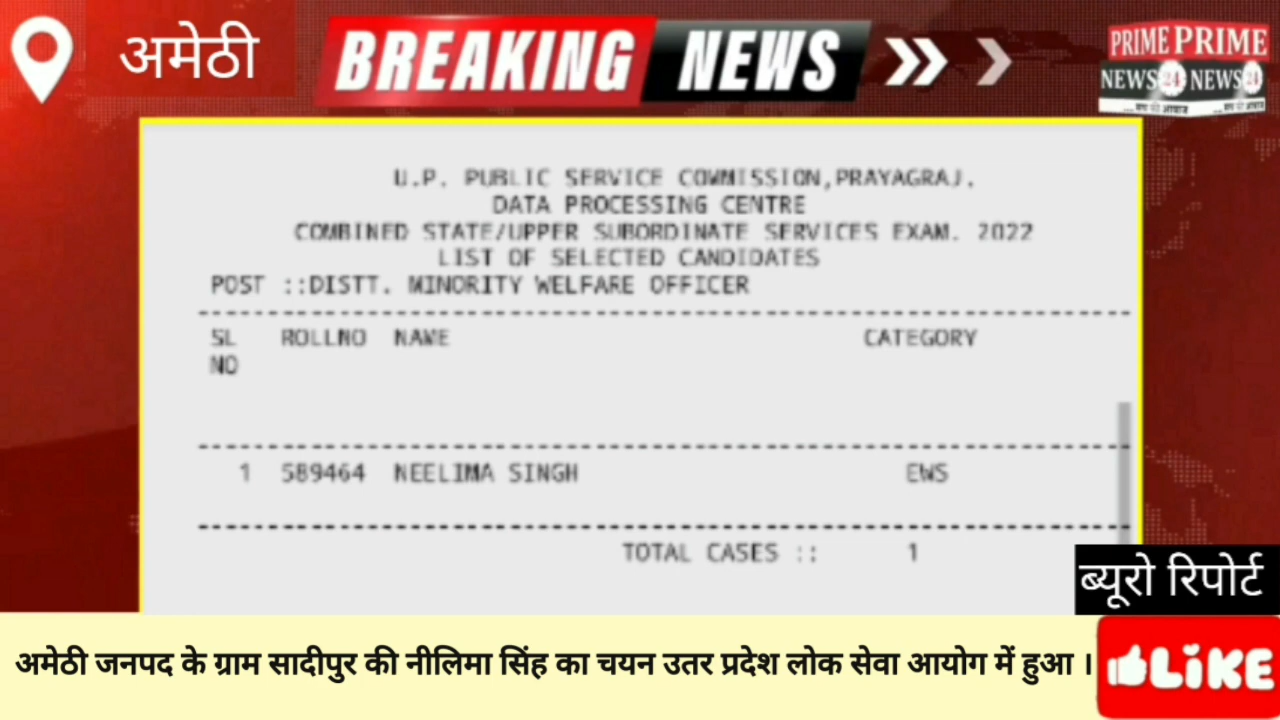 अमेठी
BREAKING NEWS
PRIME PRIME
NEWS 24 NEWS 24
U.P. PUBLIC SERVICE COMMISSION,PRAYAGRAJ.
DATA PROCESSING CENTRE
COMBINED STATE/UPPER SUBORDINATE SERVICES EXAM. 2022
LIST OF SELECTED CANDIDATES
POST ::DISTT. MINORITY WELFARE OFFICER
SL ROLLNO NAME CATEGORY
NO
1 589464 NEELIMA SINGH EWS
TOTAL CASES :: 1
ब्यूरो रिपोर्ट
अमेठी जनपद के ग्राम सादीपुर की नीलिमा सिंह का चयन उतर प्रदेश लोक सेवा आयोग में हुआ ।
LIKE